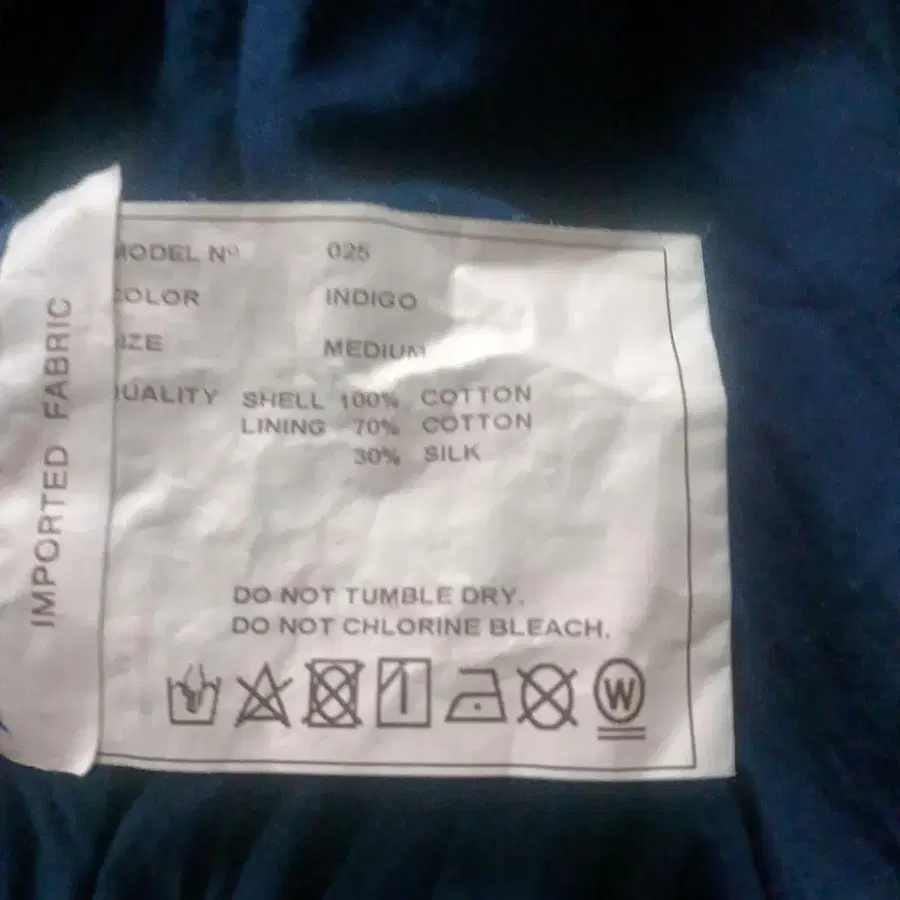 IMPORTED FABRIC
MODEL Nº 025
COLOR INDIGO
SIZE MEDIUM
QUALITY SHELL 100% COTTON
LINING 70% COTTON
30% SILK
DO NOT TUMBLE DRY.
DO NOT CHLORINE BLEACH.
W